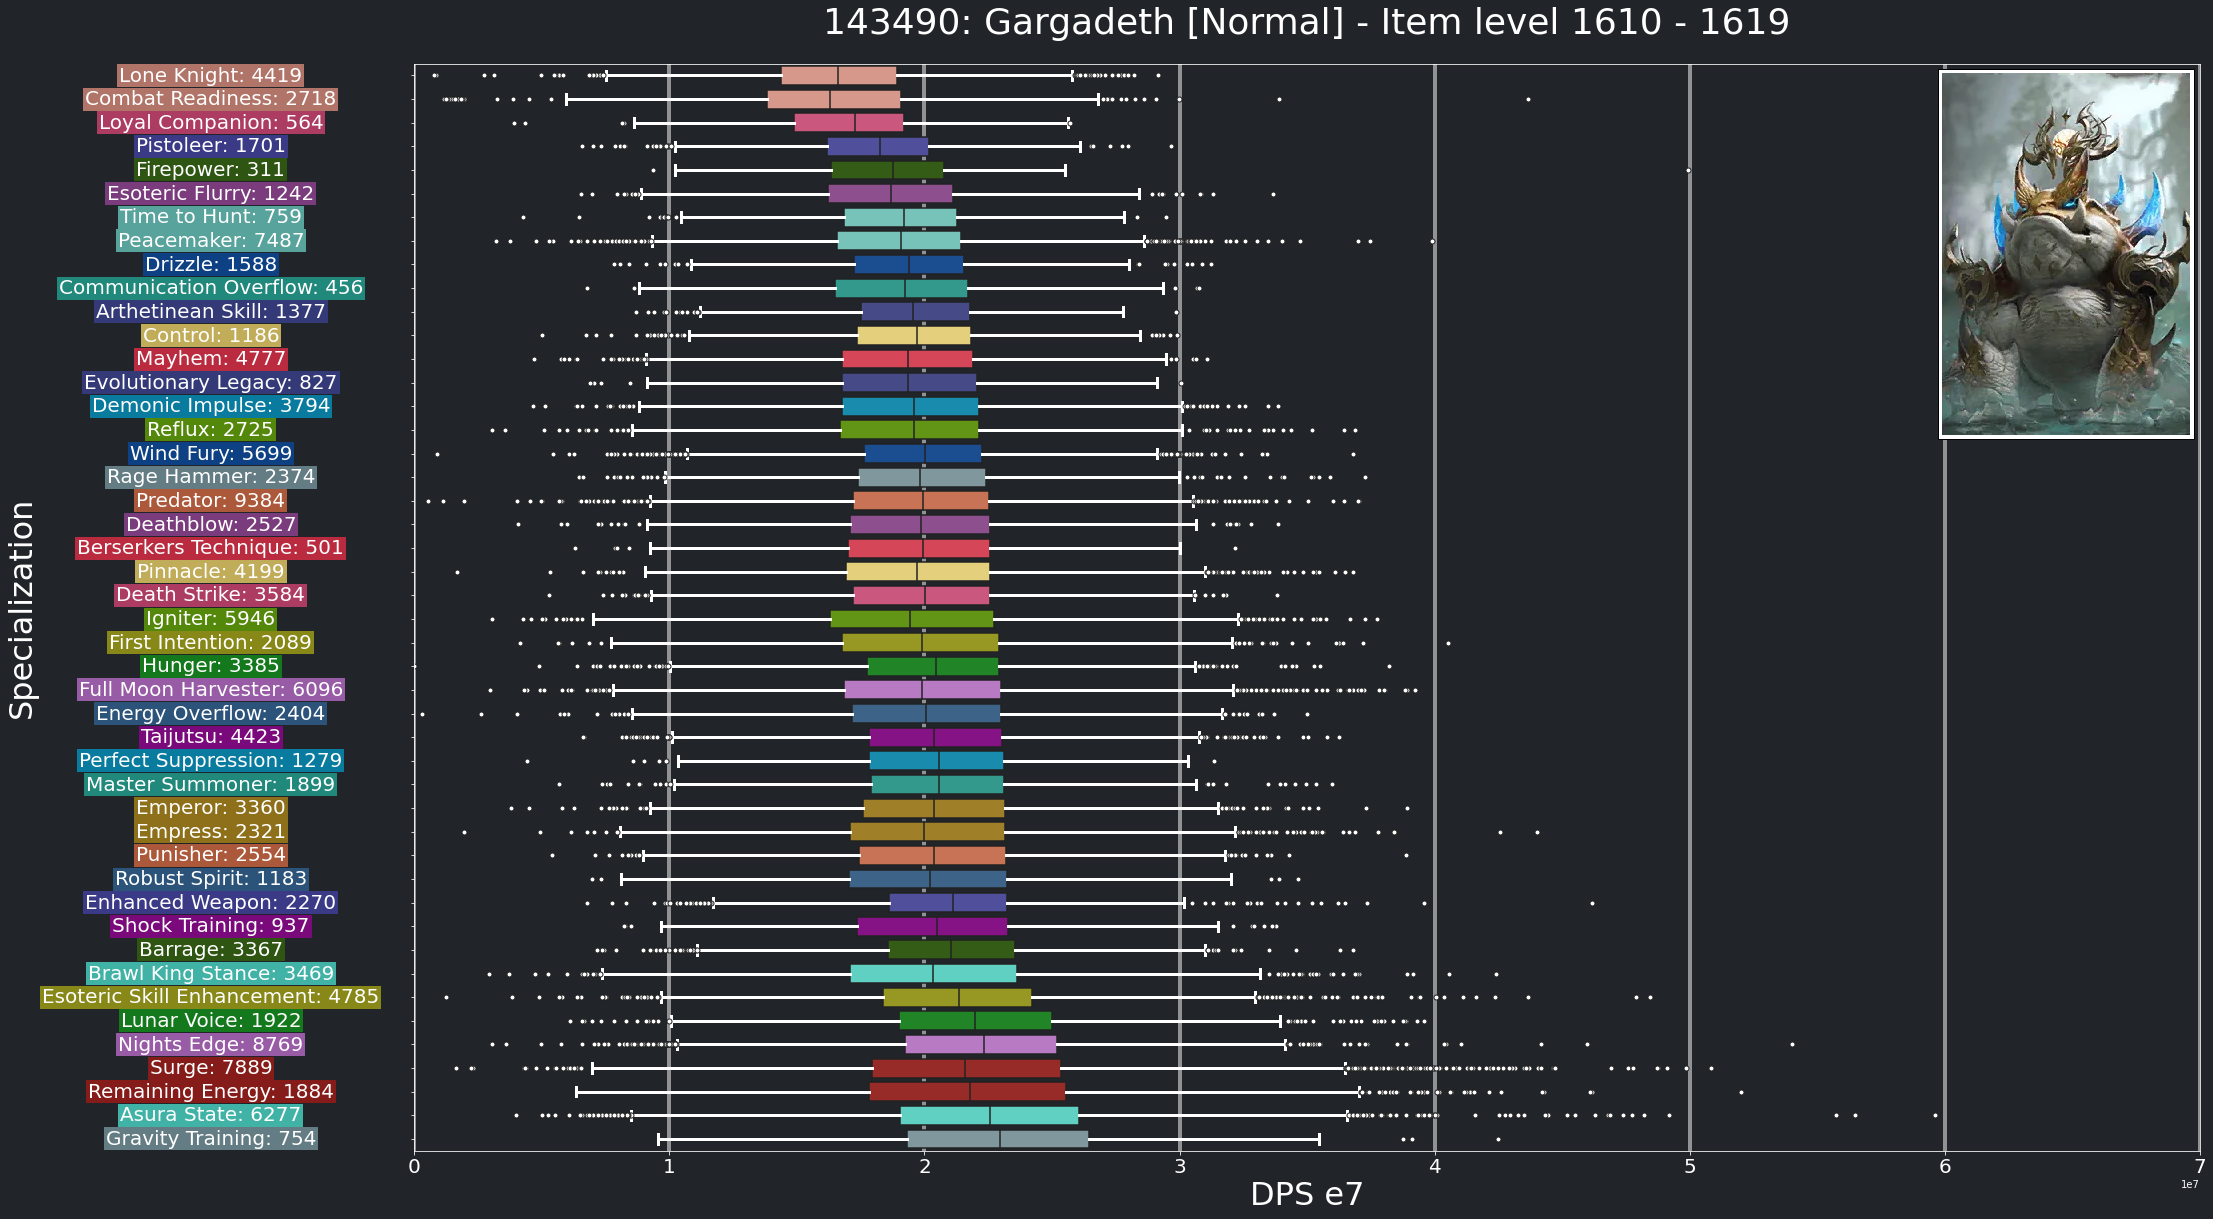 143490: Gargadeth [Normal] - Item level 1610 - 1619
Lone Knight: 4419
Combat Readiness: 2718
Loyal Companion: 564
Pistoleer: 1701
Firepower: 311
Esoteric Flurry: 1242
Time to Hunt: 759
Peacemaker: 7487
Drizzle: 1588
Communication Overflow: 456
Arthetinean Skill: 1377
Control: 1186
Mayhem: 4777
Evolutionary Legacy: 827
Demonic Impulse: 3794
Reflux: 2725
Wind Fury: 5699
Rage Hammer: 2374
Predator: 9384
Deathblow: 2527
Berserkers Technique: 501
Pinnacle: 4199
Death Strike: 3584
Igniter: 5946
First Intention: 2089
Hunger: 3385
Full Moon Harvester: 6096
Energy Overflow: 2404
Taijutsu: 4423
Perfect Suppression: 1279
Master Summoner: 1899
Emperor: 3360
Empress: 2321
Punisher: 2554
Robust Spirit: 1183
Enhanced Weapon: 2270
Shock Training: 937
Barrage: 3367
Brawl King Stance: 3469
Esoteric Skill Enhancement: 4785
Lunar Voice: 1922
Nights Edge: 8769
Surge: 7889
Remaining Energy: 1884
Asura State: 6277
Gravity Training: 754
Specialization
0 1 2 3 4 5 6 7
1e7
DPS e7